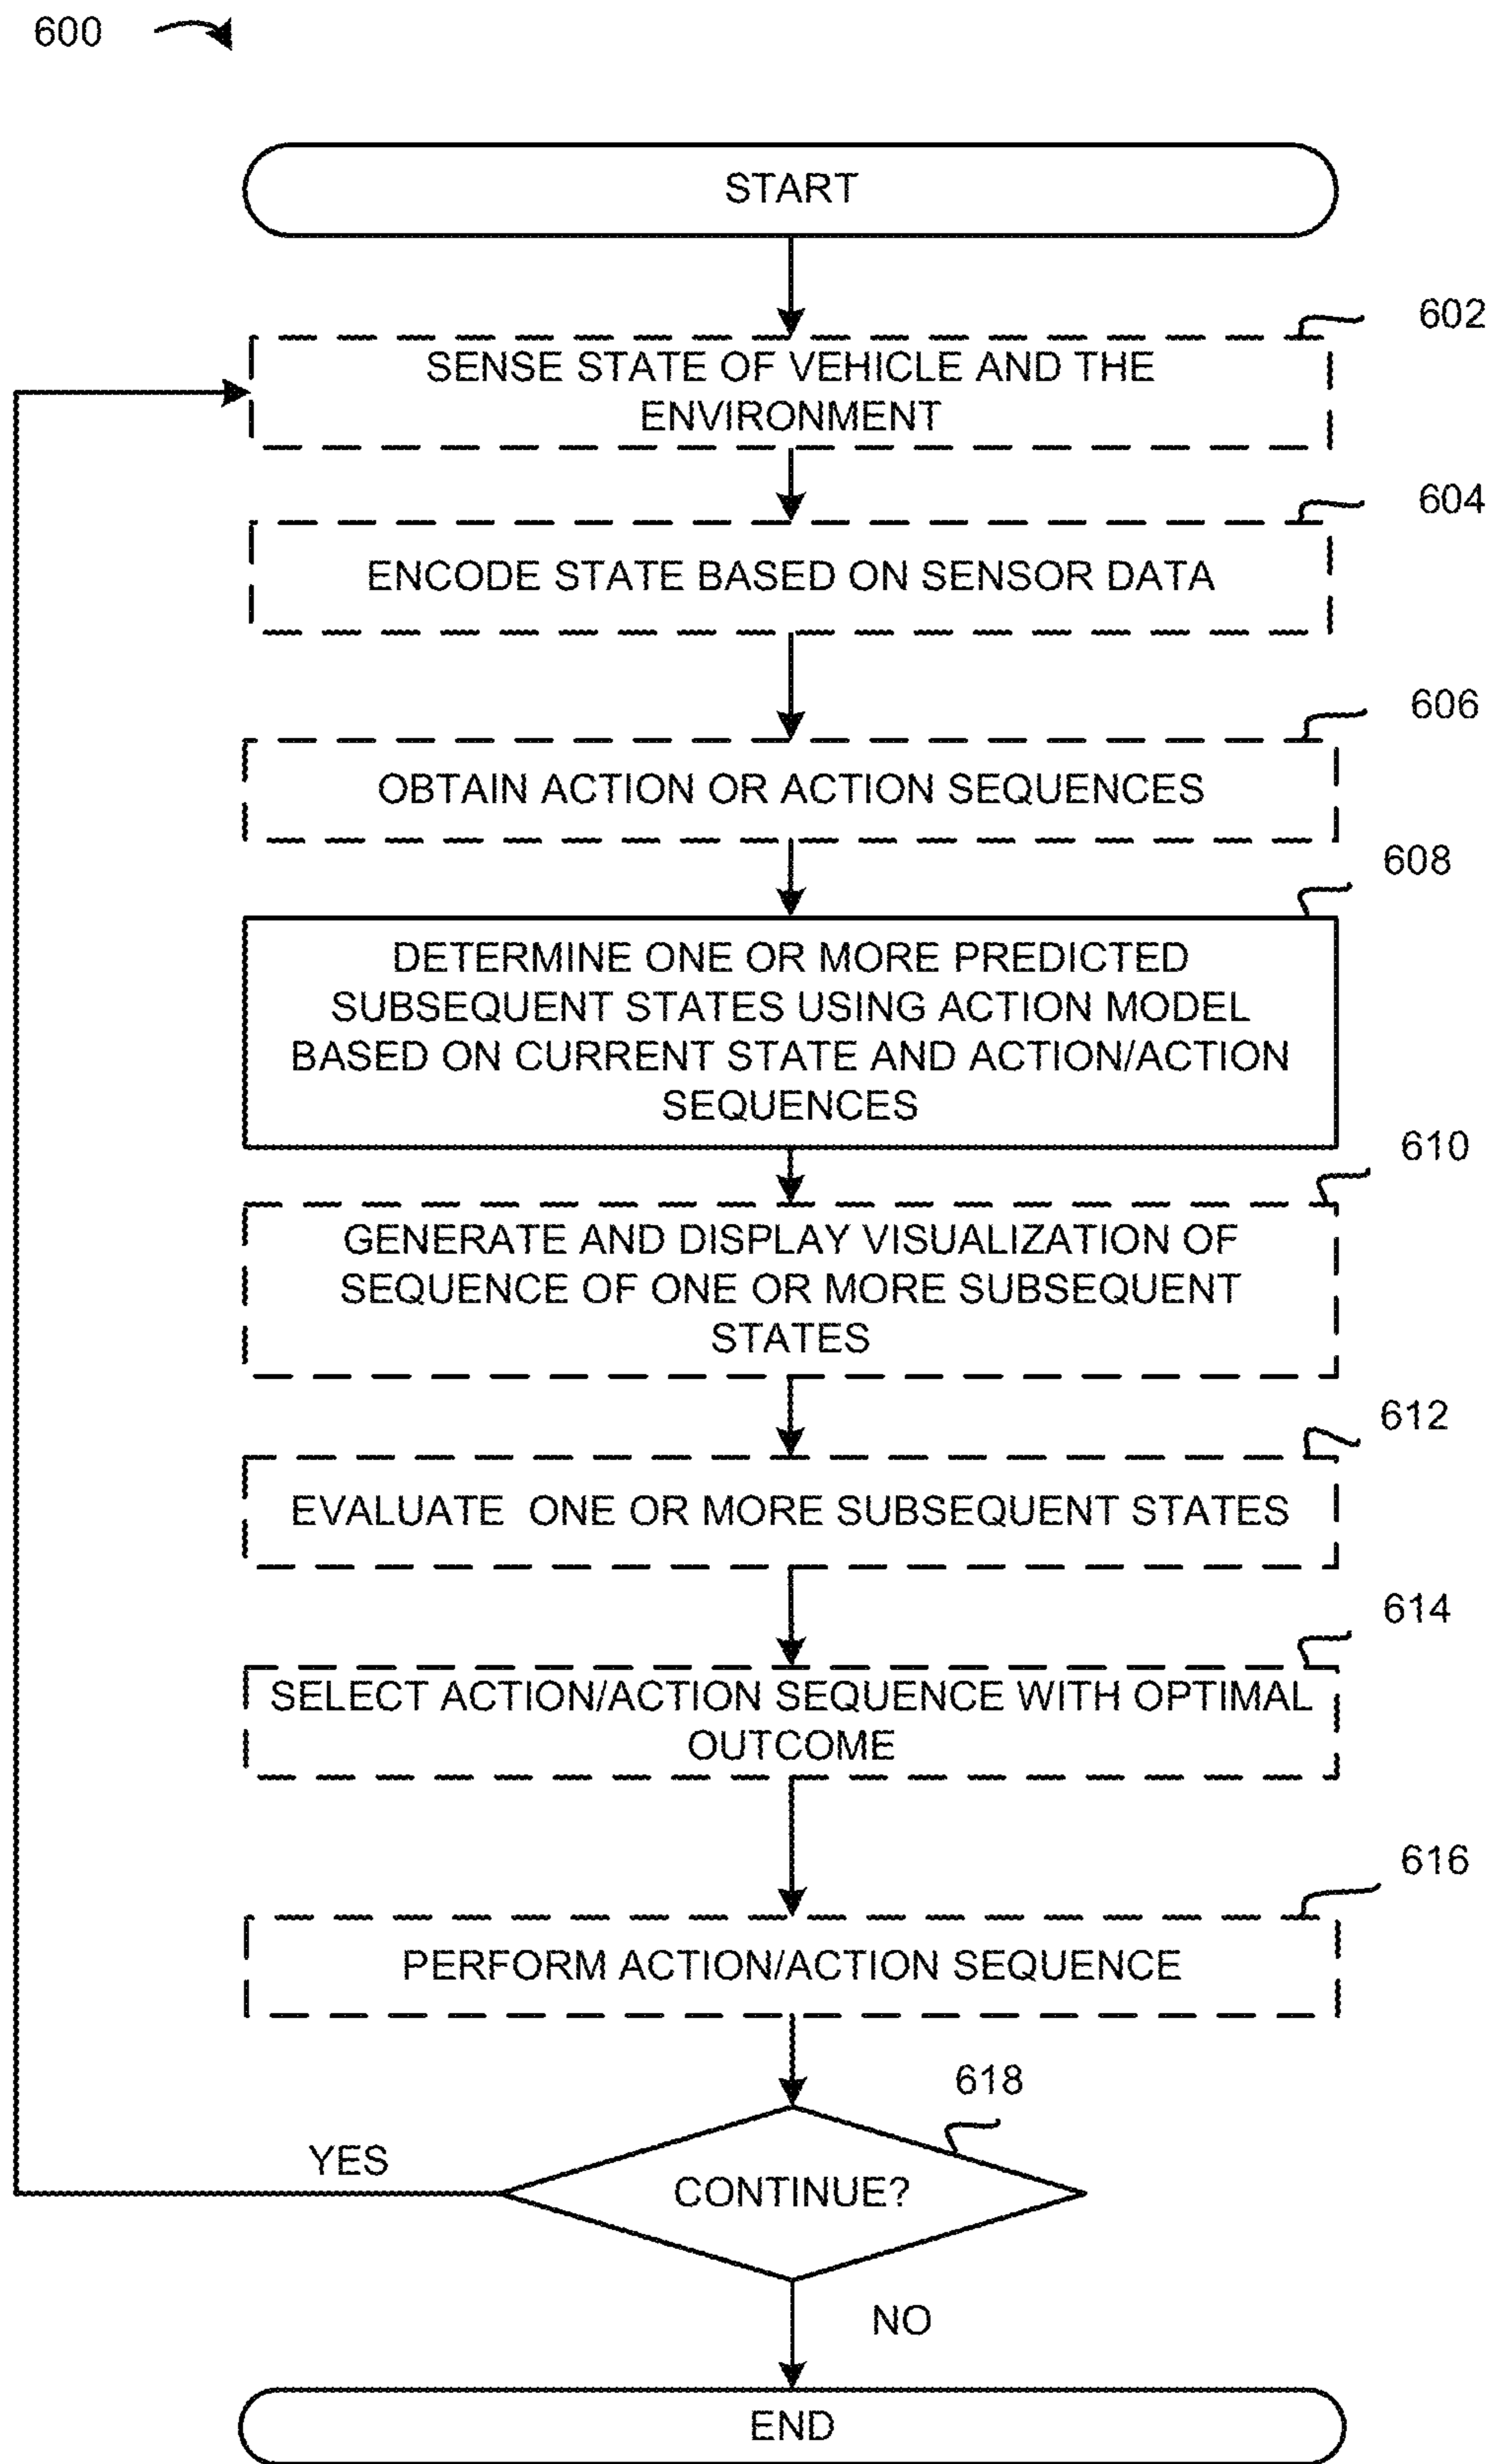 600
START
602
SENSE STATE OF VEHICLE AND THE
ENVIRONMENT
604
ENCODE STATE BASED ON SENSOR DATA
606
OBTAIN ACTION OR ACTION SEQUENCES
608
DETERMINE ONE OR MORE PREDICTED
SUBSEQUENT STATES USING ACTION MODEL
BASED ON CURRENT STATE AND ACTION/ACTION
SEQUENCES
610
GENERATE AND DISPLAY VISUALIZATION OF
SEQUENCE OF ONE OR MORE SUBSEQUENT
STATES
612
EVALUATE ONE OR MORE SUBSEQUENT STATES
614
SELECT ACTION/ACTION SEQUENCE WITH OPTIMAL
OUTCOME
616
PERFORM ACTION/ACTION SEQUENCE
618
YES
CONTINUE?
NO
END